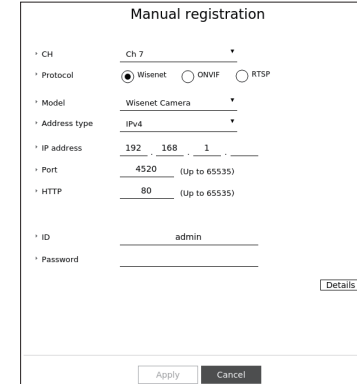 Manual registration
CH Ch 7
Protocol Wisenet ONVIF RTSP
Model Wisenet Camera
Address type IPv4
IP address 192 . 168 . 1 .
Port 4520 (Up to 65535)
HTTP 80 (Up to 65535)
ID admin
Password
Details
Apply Cancel